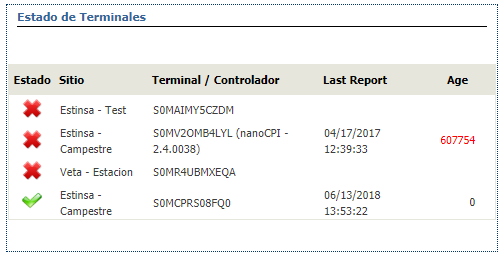 Estado de Terminales
Estado Sitio Terminal / Controlador Last Report Age
Estinsa - Test S0MAIMY5CZDM
Estinsa - S0MV2OMB4LYL (nanoCPI - 04/17/2017 607754
Campestre 2.4.0038) 12:39:33
Veta - Estacion S0MR4UBMXEQA
Estinsa - S0MCPRS08FQ0 06/13/2018 0
Campestre 13:53:22